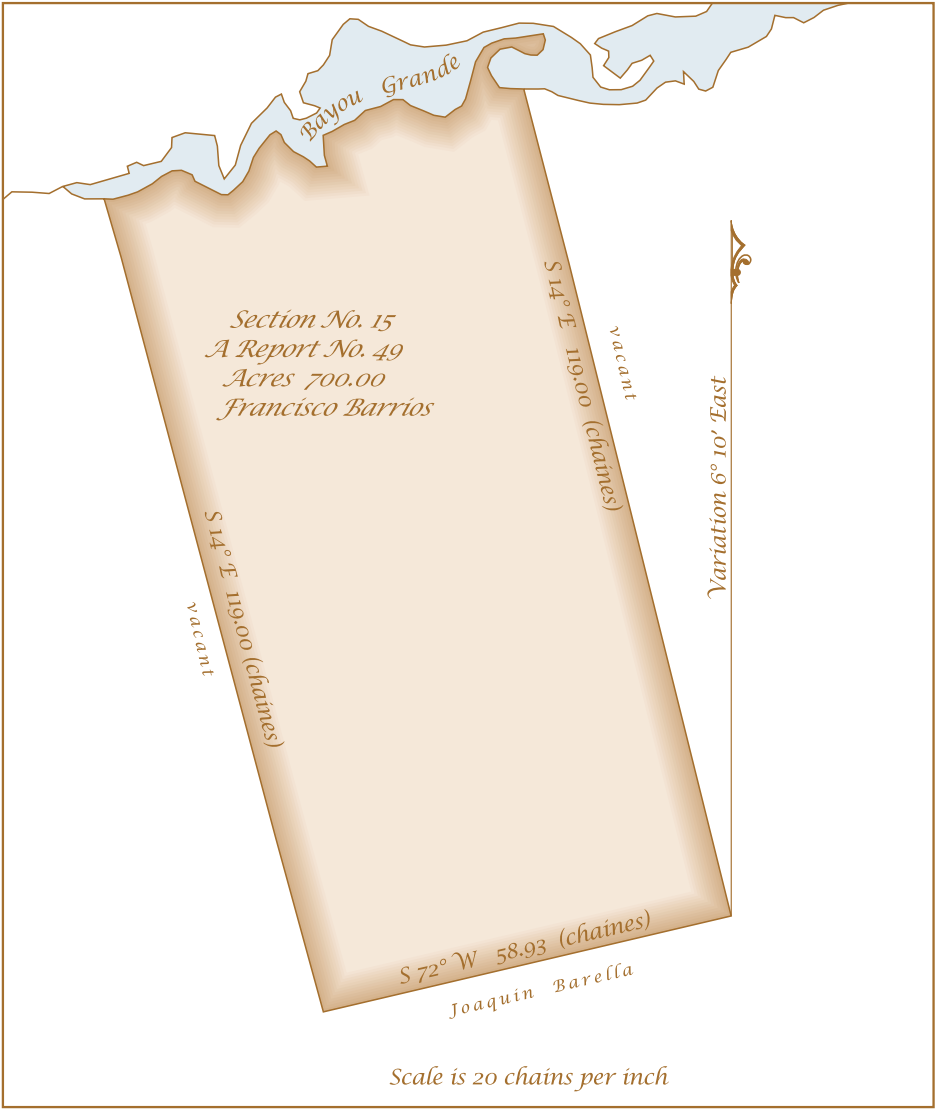 Bayou Grande
Section No. 15
A Report No. 49
Acres 700.00
Francisco Barrios
S 14° E 119.00 (chaines)
vacant
Variation 6° 10' East
S 14° E 119.00 (chaines)
vacant
S 72° W 58.93 (chaines)
Joaquin Barella
Scale is 20 chains per inch